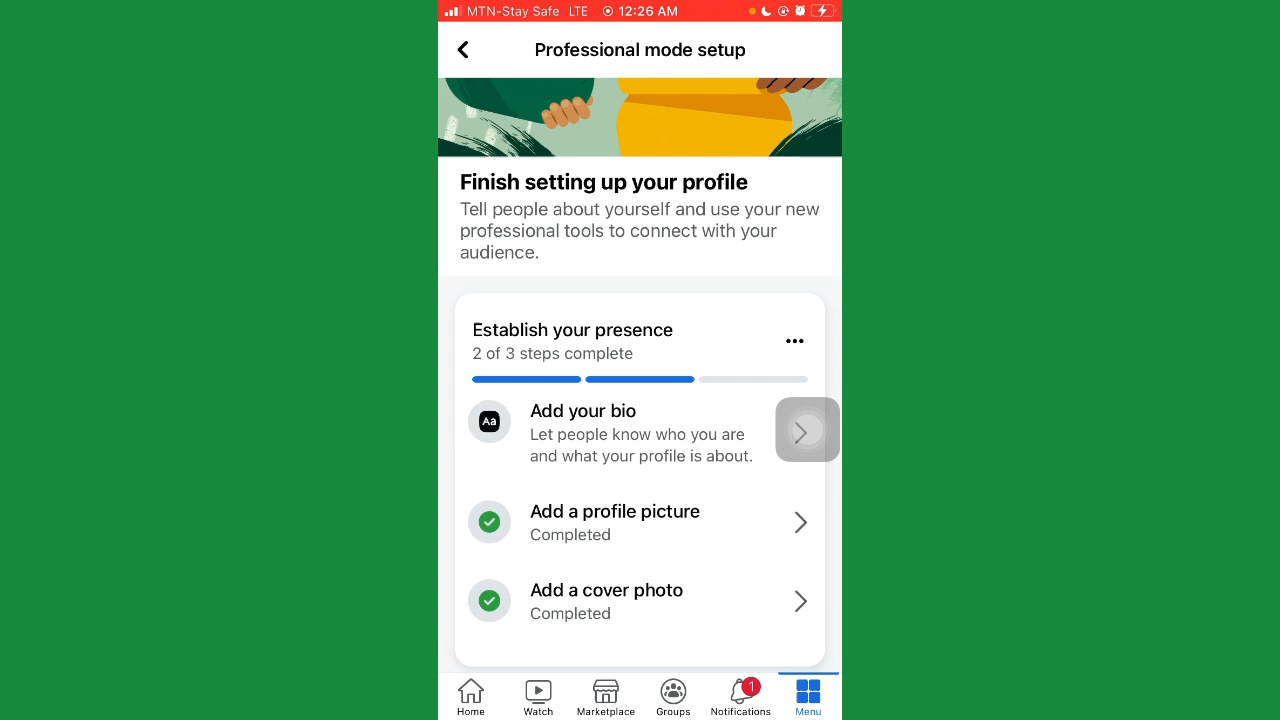 MTN-Stay Safe LTE 12:26 AM
Professional mode setup
Finish setting up your profile
Tell people about yourself and use your new
professional tools to connect with your
audience.
Establish your presence
2 of 3 steps complete
Aa
Add your bio
Let people know who you are
and what your profile is about.
Add a profile picture
Completed
Add a cover photo
Completed
1
Home Watch Marketplace Groups Notifications Menu